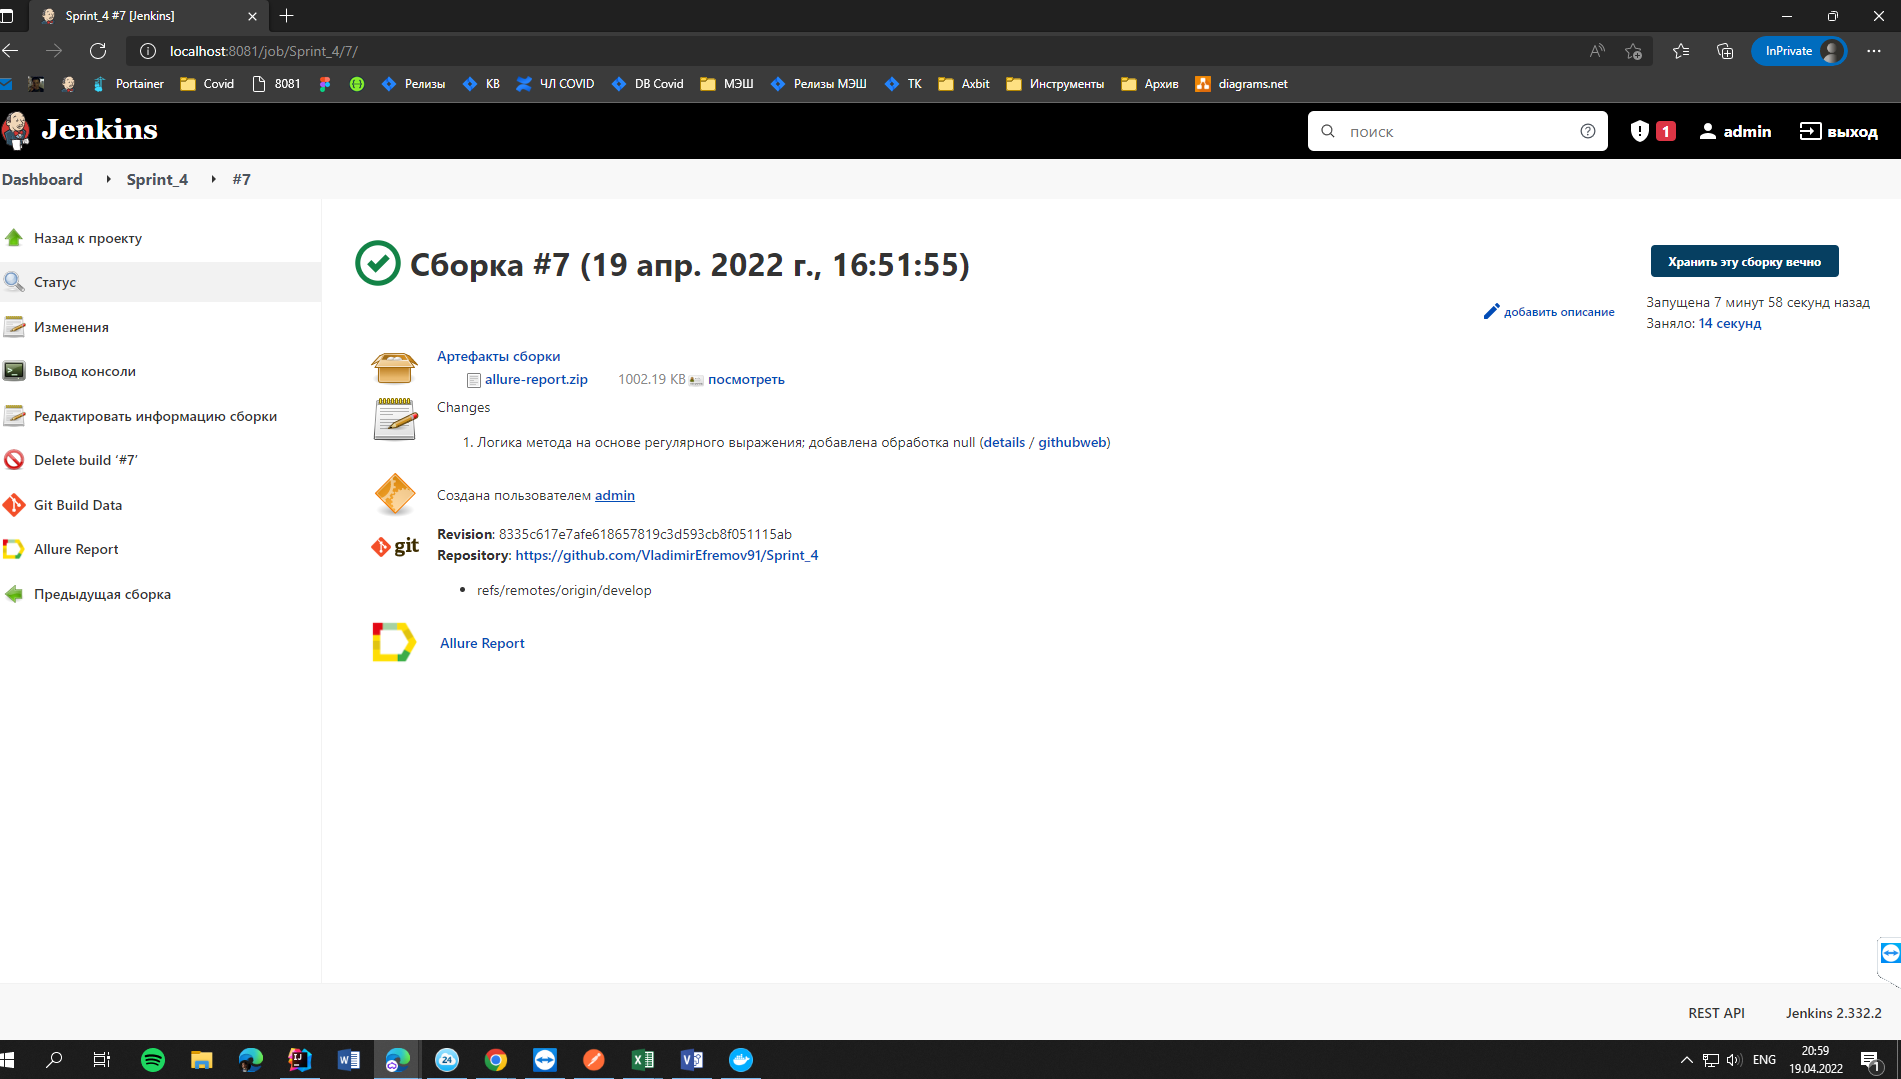 Sprint_4 #7 [Jenkins]
localhost:8081/job/Sprint_4/7/
InPrivate
Portainer Covid 8081 Релизы КВ ЧЛ COVID DB Covid МЭШ Релизы МЭШ ТК Axbit Инструменты Архив diagrams.net
Jenkins
поиск
1
admin
выход
Dashboard Sprint_4 #7
Назад к проекту
Статус
Изменения
Вывод консоли
Редактировать информацию сборки
Delete build ‘#7’
Git Build Data
Allure Report
Предыдущая сборка
Сборка #7 (19 апр. 2022 г., 16:51:55)
Хранить эту сборку вечно
добавить описание
Запущена 7 минут 58 секунд назад
Заняло: 14 секунд
Артефакты сборки
allure-report.zip 1002.19 KB посмотреть
Changes
1. Логика метода на основе регулярного выражения; добавлена обработка null (details / githubweb)
Создана пользователем admin
git
Revision: 8335c617e7afe618657819c3d593cb8f051115ab
Repository: https://github.com/VladimirEfremov91/Sprint_4
• refs/remotes/origin/develop
Allure Report
REST API Jenkins 2.332.2
24
ENG
20:59
19.04.2022
1